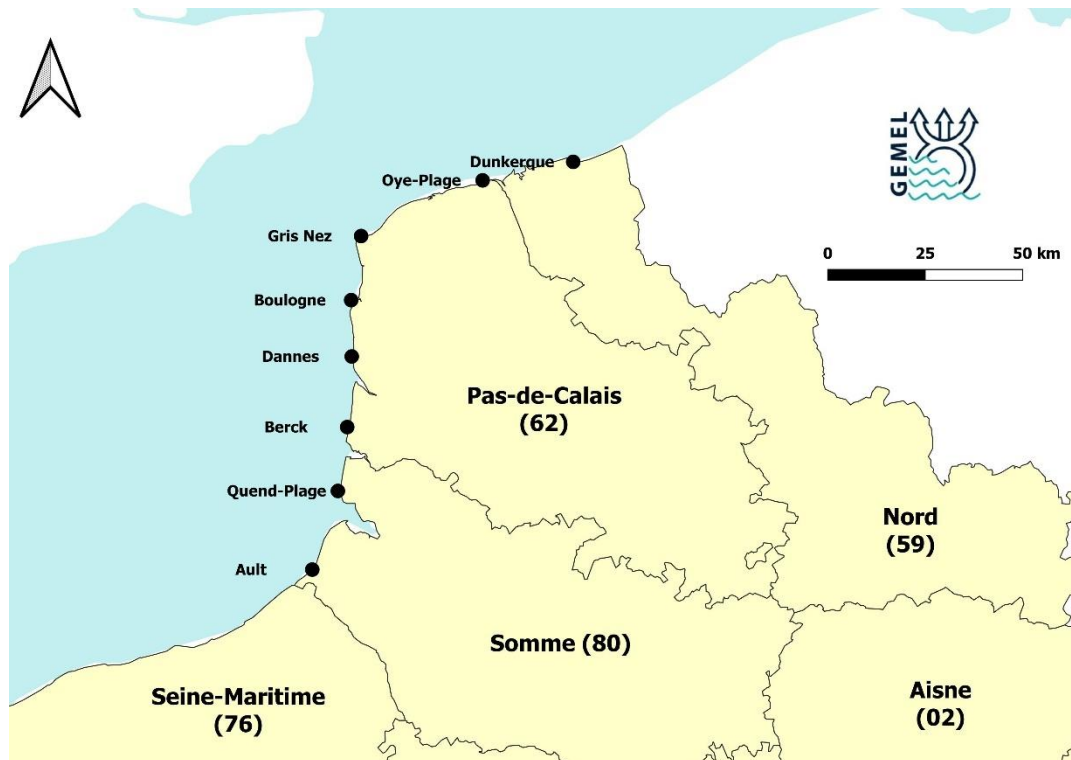 Dunkerque
Oye-Plage
GEMEL
Gris Nez
0 25 50 km
Boulogne
Dannes
Pas-de-Calais
(62)
Berck
Quend-Plage
Nord
(59)
Ault
Somme (80)
Seine-Maritime
(76)
Aisne
(02)